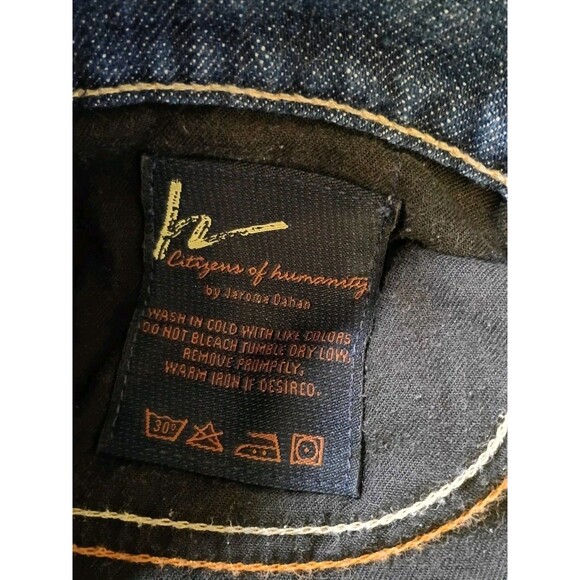 h
Citizens of humanity
by Jerome Dahan
WASH IN COLD WITH LIKE COLORS
DO NOT BLEACH TUMBLE DRY LOW,
REMOVE PROMPTLY,
WARM IRON IF DESIRED.
30°